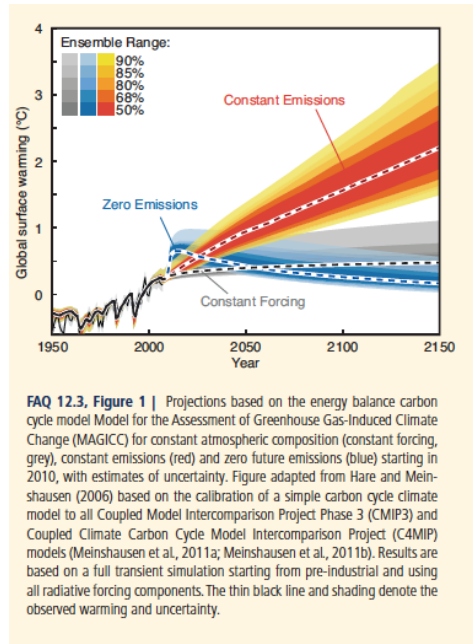 4
Ensemble Range:
90%
85%
80%
68%
50%
3
Constant Emissions
2
Zero Emissions
1
0
Constant Forcing
Global surface warming (°C)
1950 2000 2050 2100 2150
Year
FAQ 12.3, Figure 1 | Projections based on the energy balance carbon
cycle model Model for the Assessment of Greenhouse Gas-Induced Climate
Change (MAGICC) for constant atmospheric composition (constant forcing,
grey), constant emissions (red) and zero future emissions (blue) starting in
2010, with estimates of uncertainty. Figure adapted from Hare and Mein-
shausen (2006) based on the calibration of a simple carbon cycle climate
model to all Coupled Model Intercomparison Project Phase 3 (CMIP3) and
Coupled Climate Carbon Cycle Model Intercomparison Project (C4MIP)
models (Meinshausen et al., 2011a; Meinshausen et al., 2011b). Results are
based on a full transient simulation starting from pre-industrial and using
all radiative forcing components. The thin black line and shading denote the
observed warming and uncertainty.